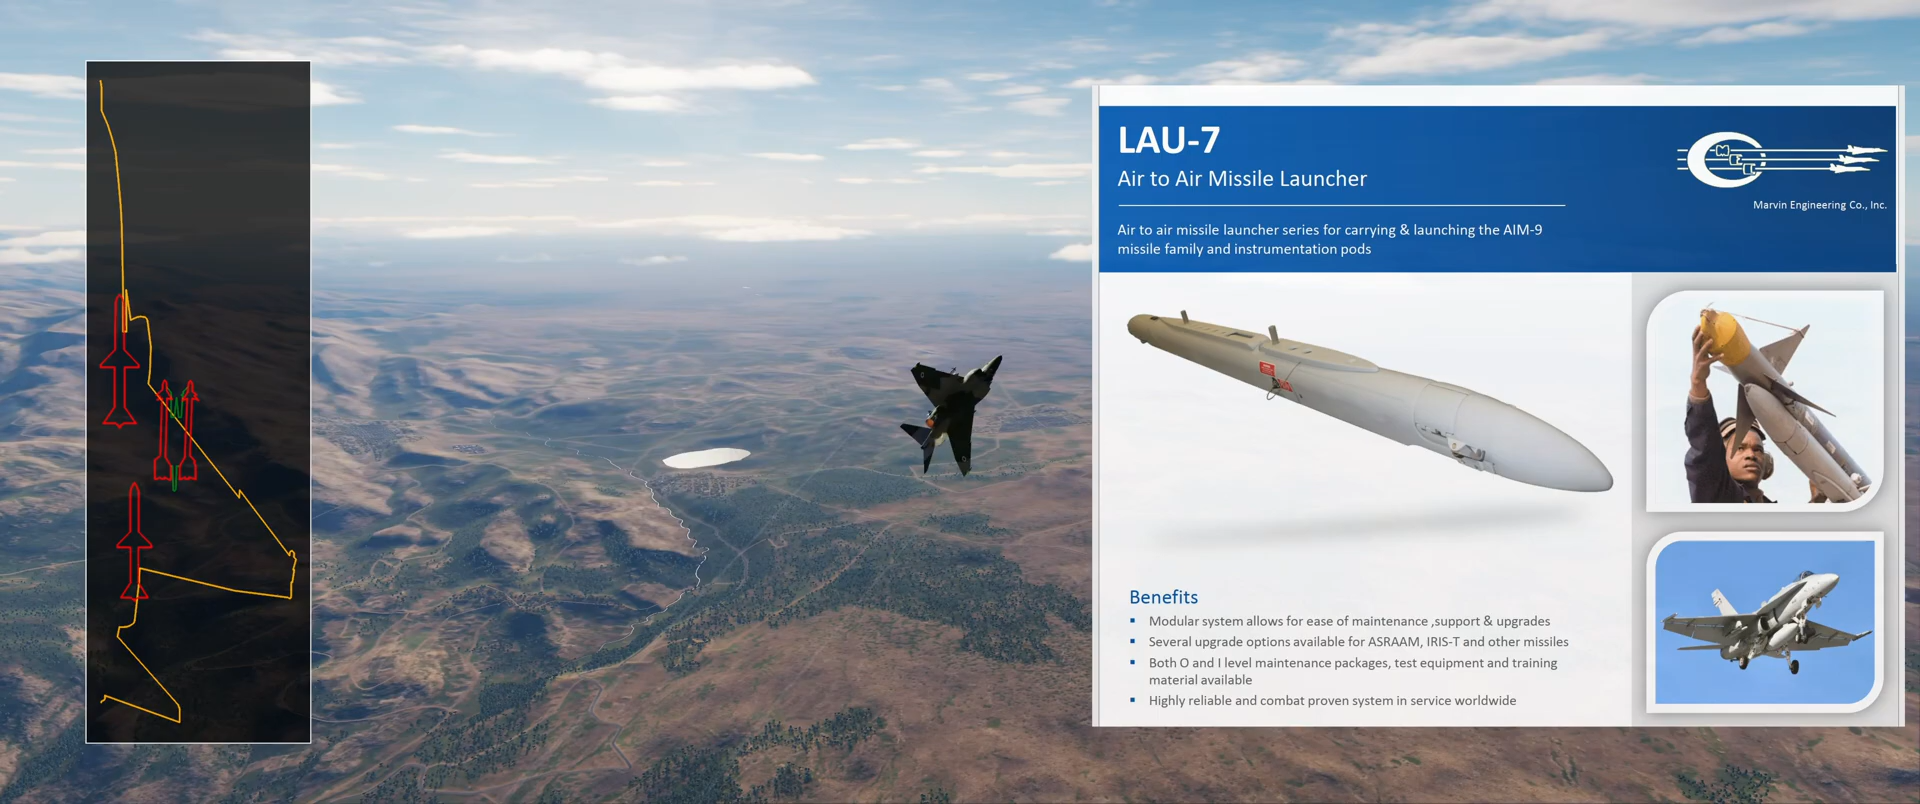 LAU-7
Air to Air Missile Launcher
Marvin Engineering Co., Inc.
Air to air missile launcher series for carrying & launching the AIM-9
missile family and instrumentation pods
Benefits
Modular system allows for ease of maintenance ,support & upgrades
Several upgrade options available for ASRAAM, IRIS-T and other missiles
Both O and I level maintenance packages, test equipment and training
material available
Highly reliable and combat proven system in service worldwide